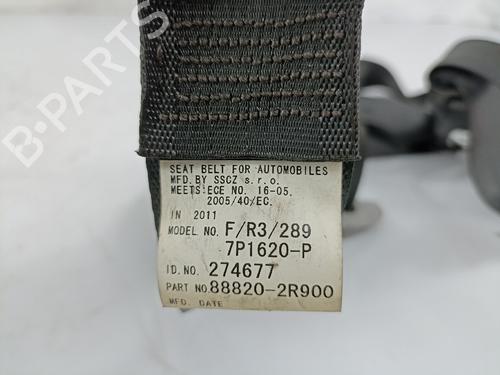 B-PARTS
SEAT BELT FOR AUTOMOBILES
MFD.BY SSCZ s.r.o.
MEETS:ECE NO. 16-05.
2005/40/EC.
IN 2011
MODEL NO. F/R3/289
7P1620-P
ID.NO. 274677
PART NO.88820-2R900
MFD. DATE